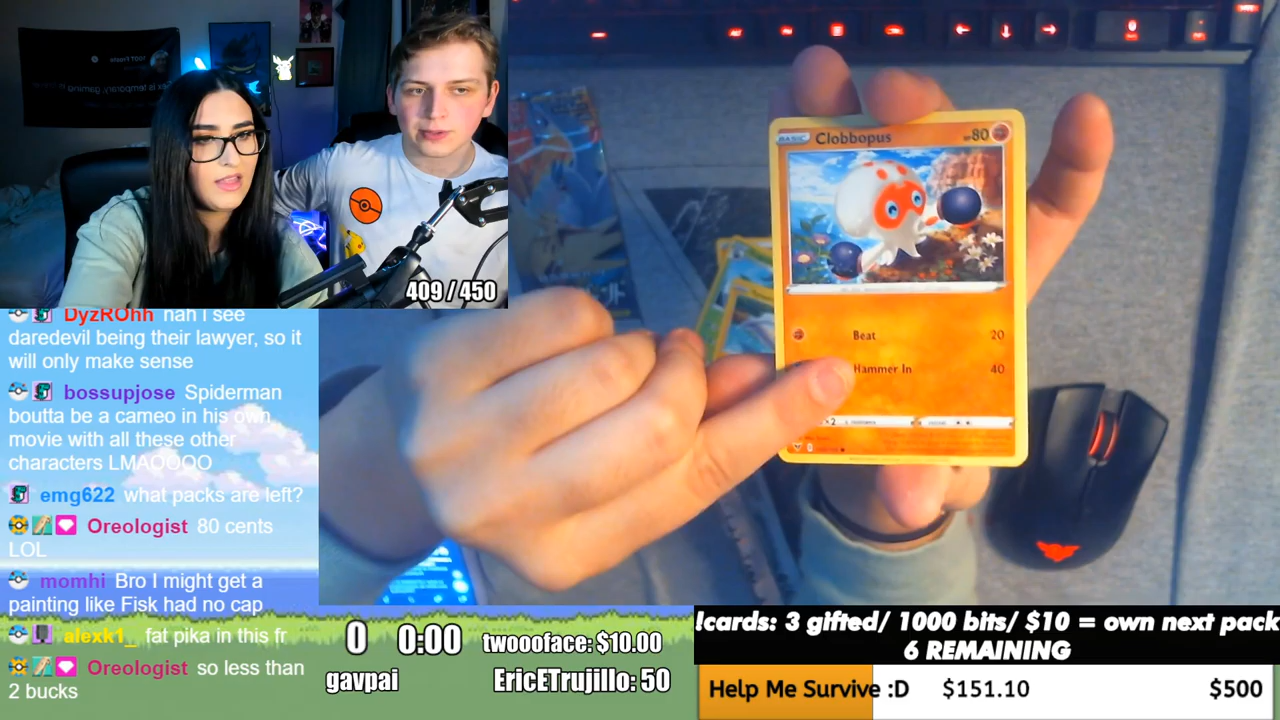 409 / 450
DyzROhh nah I see
daredevil being their lawyer, so it
will only make sense
bossupjose Spiderman
boutta be a cameo in his own
movie with all these other
characters LMAOOOO
emg622 what packs are left?
Oreologist 80 cents
LOL
momhi Bro I might get a
painting like Fisk had no cap
alexk1_ fat pika in this fr
Oreologist so less than
2 bucks
BASIC Clobbopus 80
Beat 20
Hammer In 40
x2
0 0:00 twoooface: $10.00
gavpai EricETrujillo: 50
!cards: 3 gifted/ 1000 bits/ $10 = own next pack
6 REMAINING
Help Me Survive :D $151.10 $500